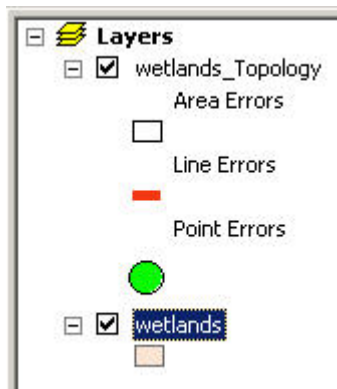 Layers
wetlands_Topology
Area Errors
Line Errors
Point Errors
wetlands